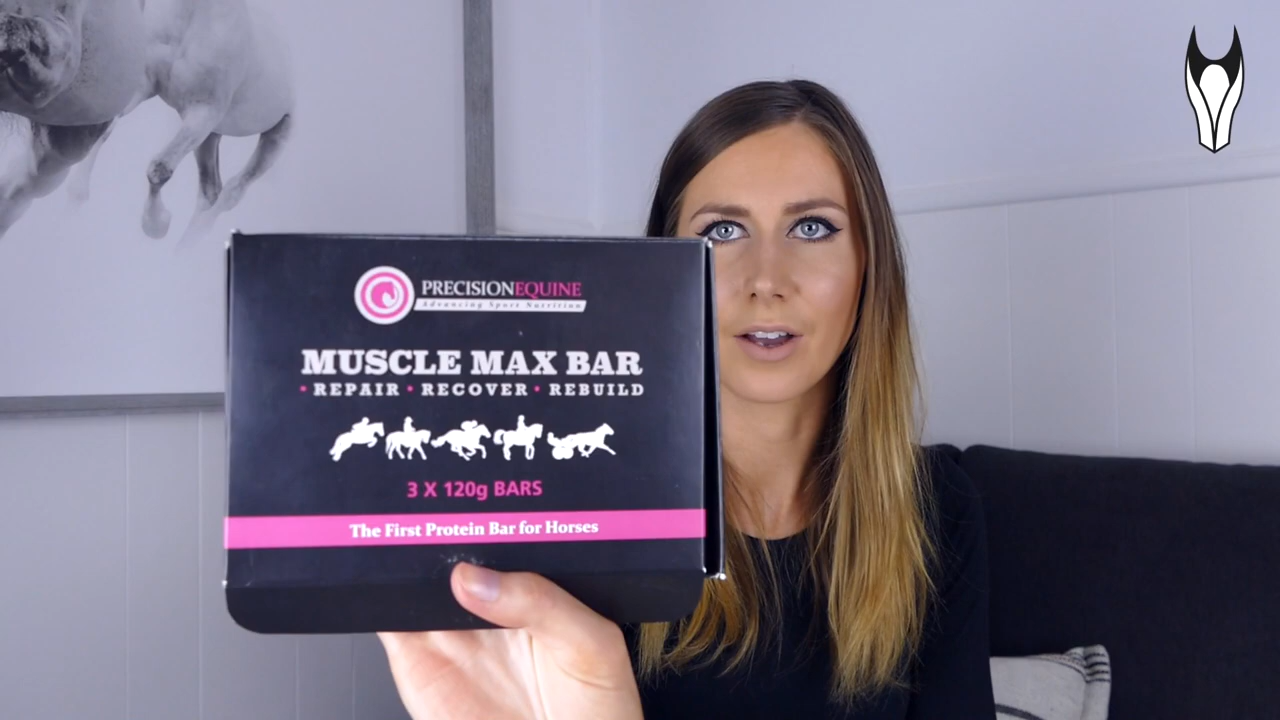 PRECISIONEQUINE
Advancing Sport Nutrition
MUSCLE MAX BAR
• REPAIR • RECOVER • REBUILD
3 X 120g BARS
The First Protein Bar for Horses